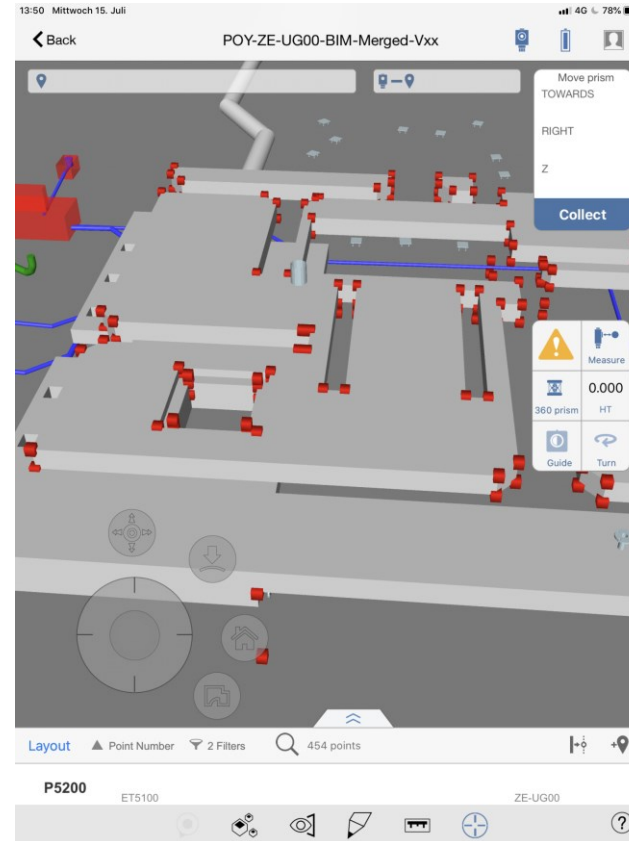 13:50 Mittwoch 15. Juli
4G 78%
Back
POY-ZE-UG00-BIM-Merged-Vxx
Move prism
TOWARDS
RIGHT
Z
Collect
Measure
360 prism
0.000
HT
Guide
Turn
Layout
Point Number
2 Filters
454 points
P5200
ET5100
ZE-UG00
?